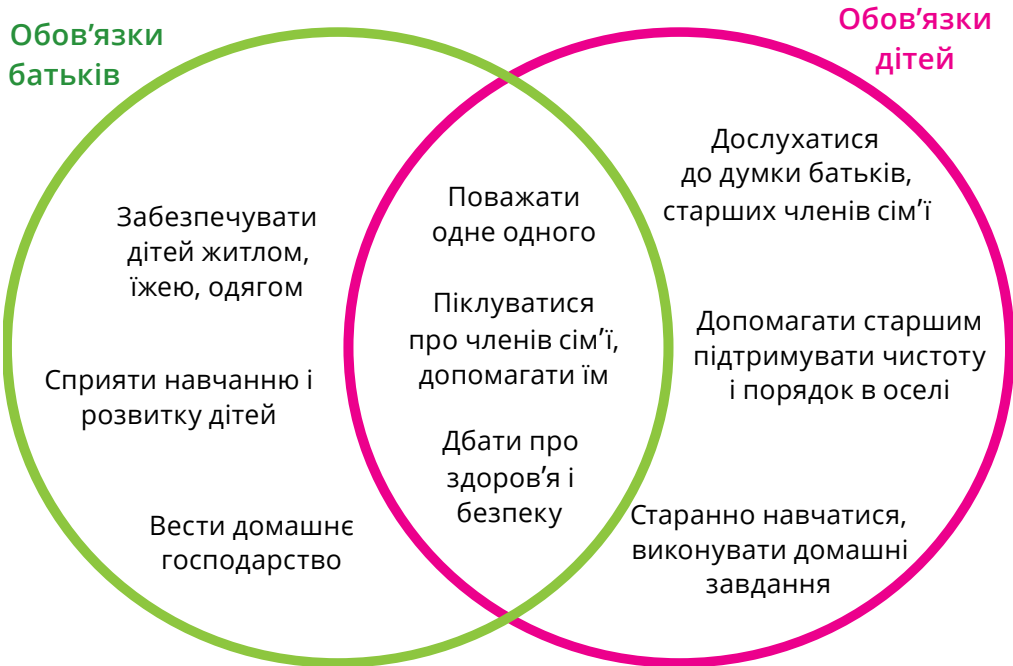 Обов'язки
батьків
Забезпечувати
дітей житлом,
їжею, одягом
Сприяти навчанню і
розвитку дітей
Вести домашнє
господарство
Поважати
одне одного
Піклуватися
про членів сім’ї,
допомагати їм
Дбати про
здоров’я і
безпеку
Обов'язки
дітей
Дослухатися
до думки батьків,
старших членів сім’ї
Допомагати старшим
підтримувати чистоту
і порядок в оселі
Старанно навчатися,
виконувати домашні
завдання